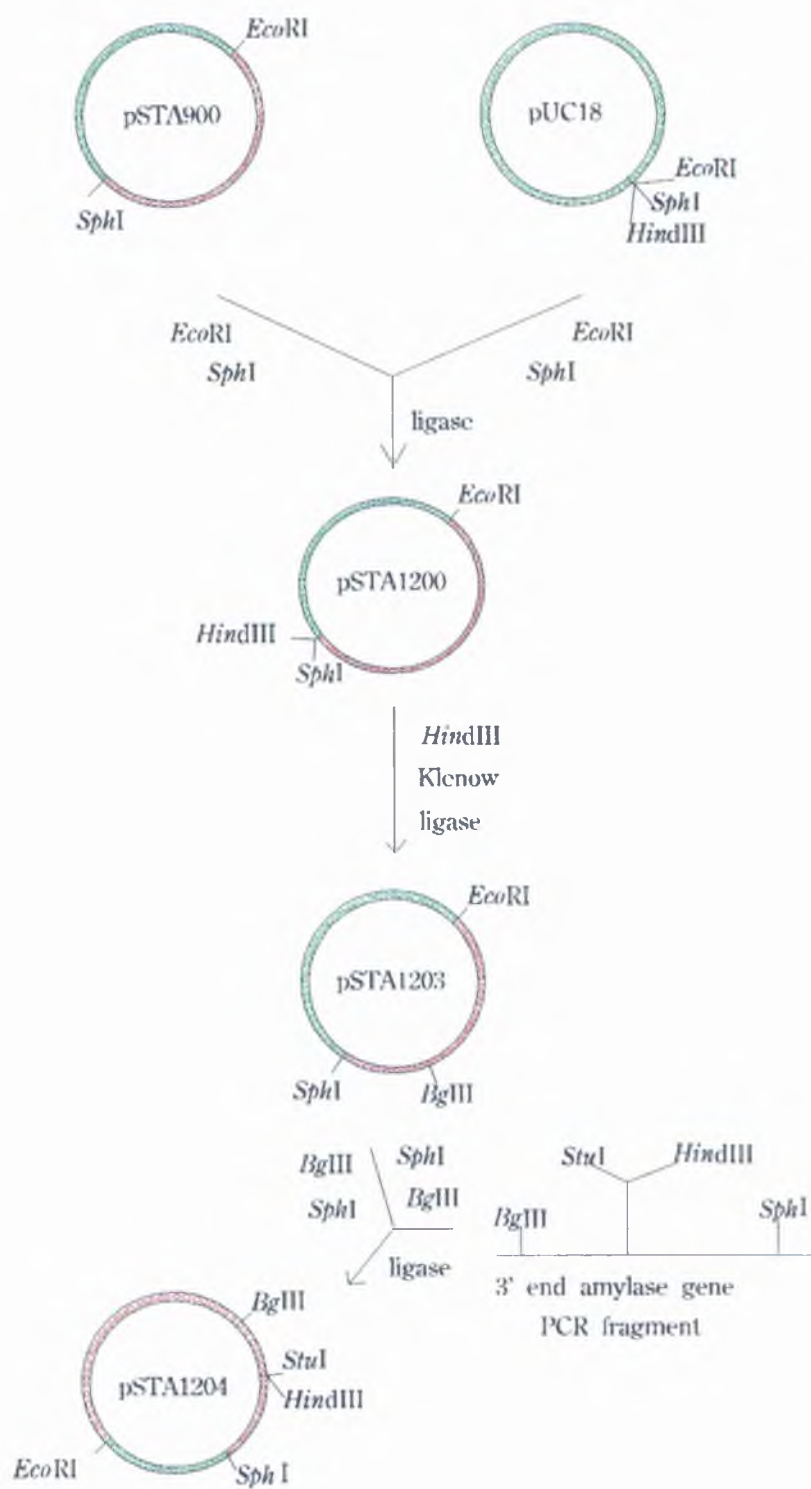 EcoRI
pSTA900
pUC18
EcoRI
SphI
SphI
HindIII
EcoRI
EcoRI
SphI
SphI
ligase
EcoRI
pSTA1200
HindIII
SphI
HindIII
Klenow
ligase
EcoRI
pSTA1203
SphI
BglII
BglII
SphI
SphI
BglII
StuI
HindIII
BglII
SphI
ligase
3' end amylase gene
PCR fragment
BglII
StuI
pSTA1204
HindIII
EcoRI
Sph I